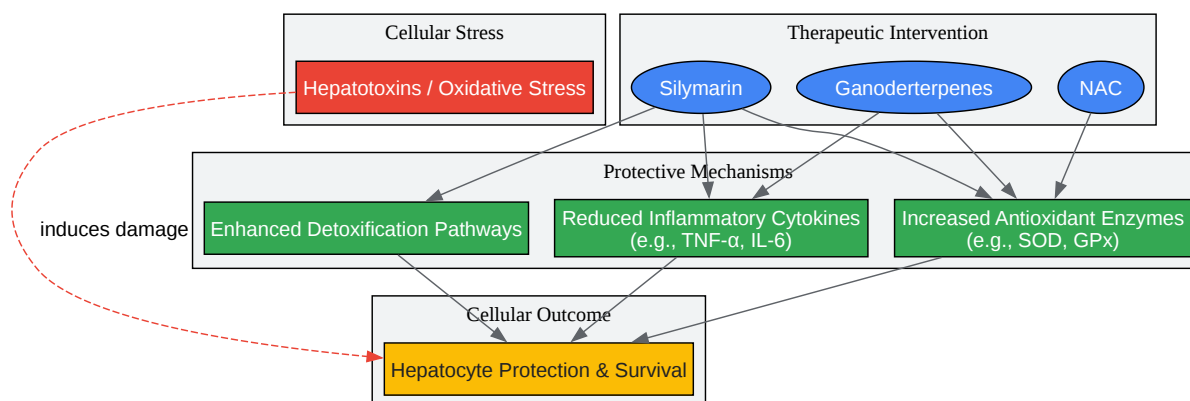 Cellular Stress
Therapeutic Intervention
Hepatotoxins / Oxidative Stress
Silymarin
Ganoderterpenes
NAC
Protective Mechanisms
induces damage
Enhanced Detoxification Pathways
Reduced Inflammatory Cytokines
(e.g., TNF-α, IL-6)
Increased Antioxidant Enzymes
(e.g., SOD, GPx)
Cellular Outcome
Hepatocyte Protection & Survival